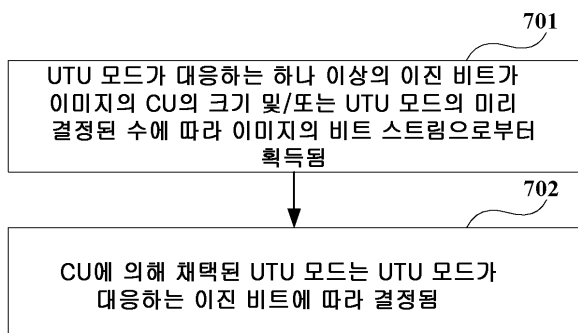 701
UTU 모드가 대응하는 하나 이상의 이진 비트가
이미지의 CU의 크기 및/또는 UTU 모드의 미리
결정된 수에 따라 이미지의 비트 스트림으로부터
획득됨
702
CU에 의해 채택된 UTU 모드는 UTU 모드가
대응하는 이진 비트에 따라 결정됨